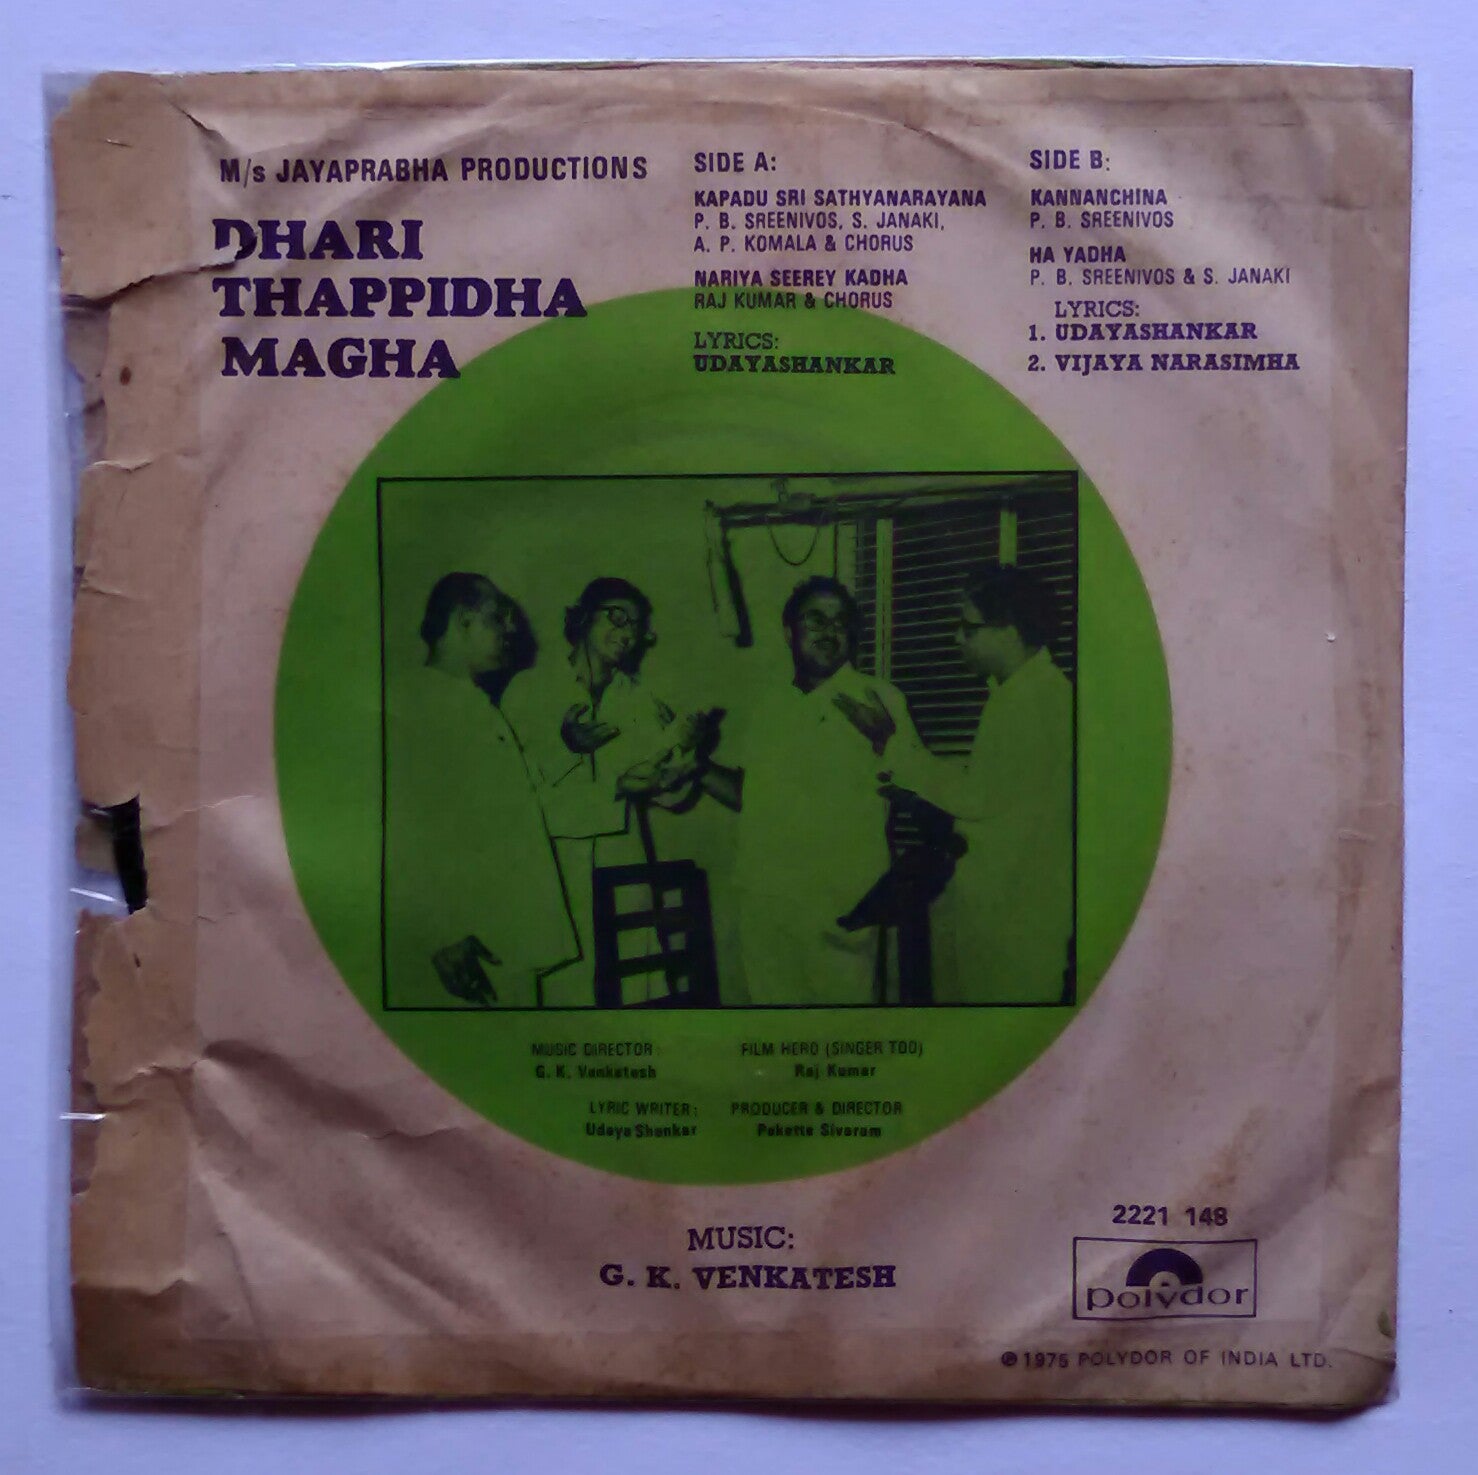 M/s JAYAPRABHA PRODUCTIONS
DHARI
THAPPIDHA
MAGHA
SIDE A:
KAPADU SRI SATHYANARAYANA
P. B. SREENIVOS, S. JANAKI,
A. P. KOMALA & CHORUS
NARIYA SEEREY KADHA
RAJ KUMAR & CHORUS
LYRICS:
UDAYASHANKAR
SIDE B:
KANNANCHINA
P. B. SREENIVOS
HA YADHA
P. B. SREENIVOS & S. JANAKI
LYRICS:
1. UDAYASHANKAR
2. VIJAYA NARASIMHA
MUSIC DIRECTOR:
G. K. Venkatesh
FILM HERO (SINGER TOO)
Raj Kumar
LYRIC WRITER:
Udaya Shankar
PRODUCER & DIRECTOR
Pekette Sivaram
MUSIC:
G. K. VENKATESH
2221 148
polydor
℗ 1975 POLYDOR OF INDIA LTD.